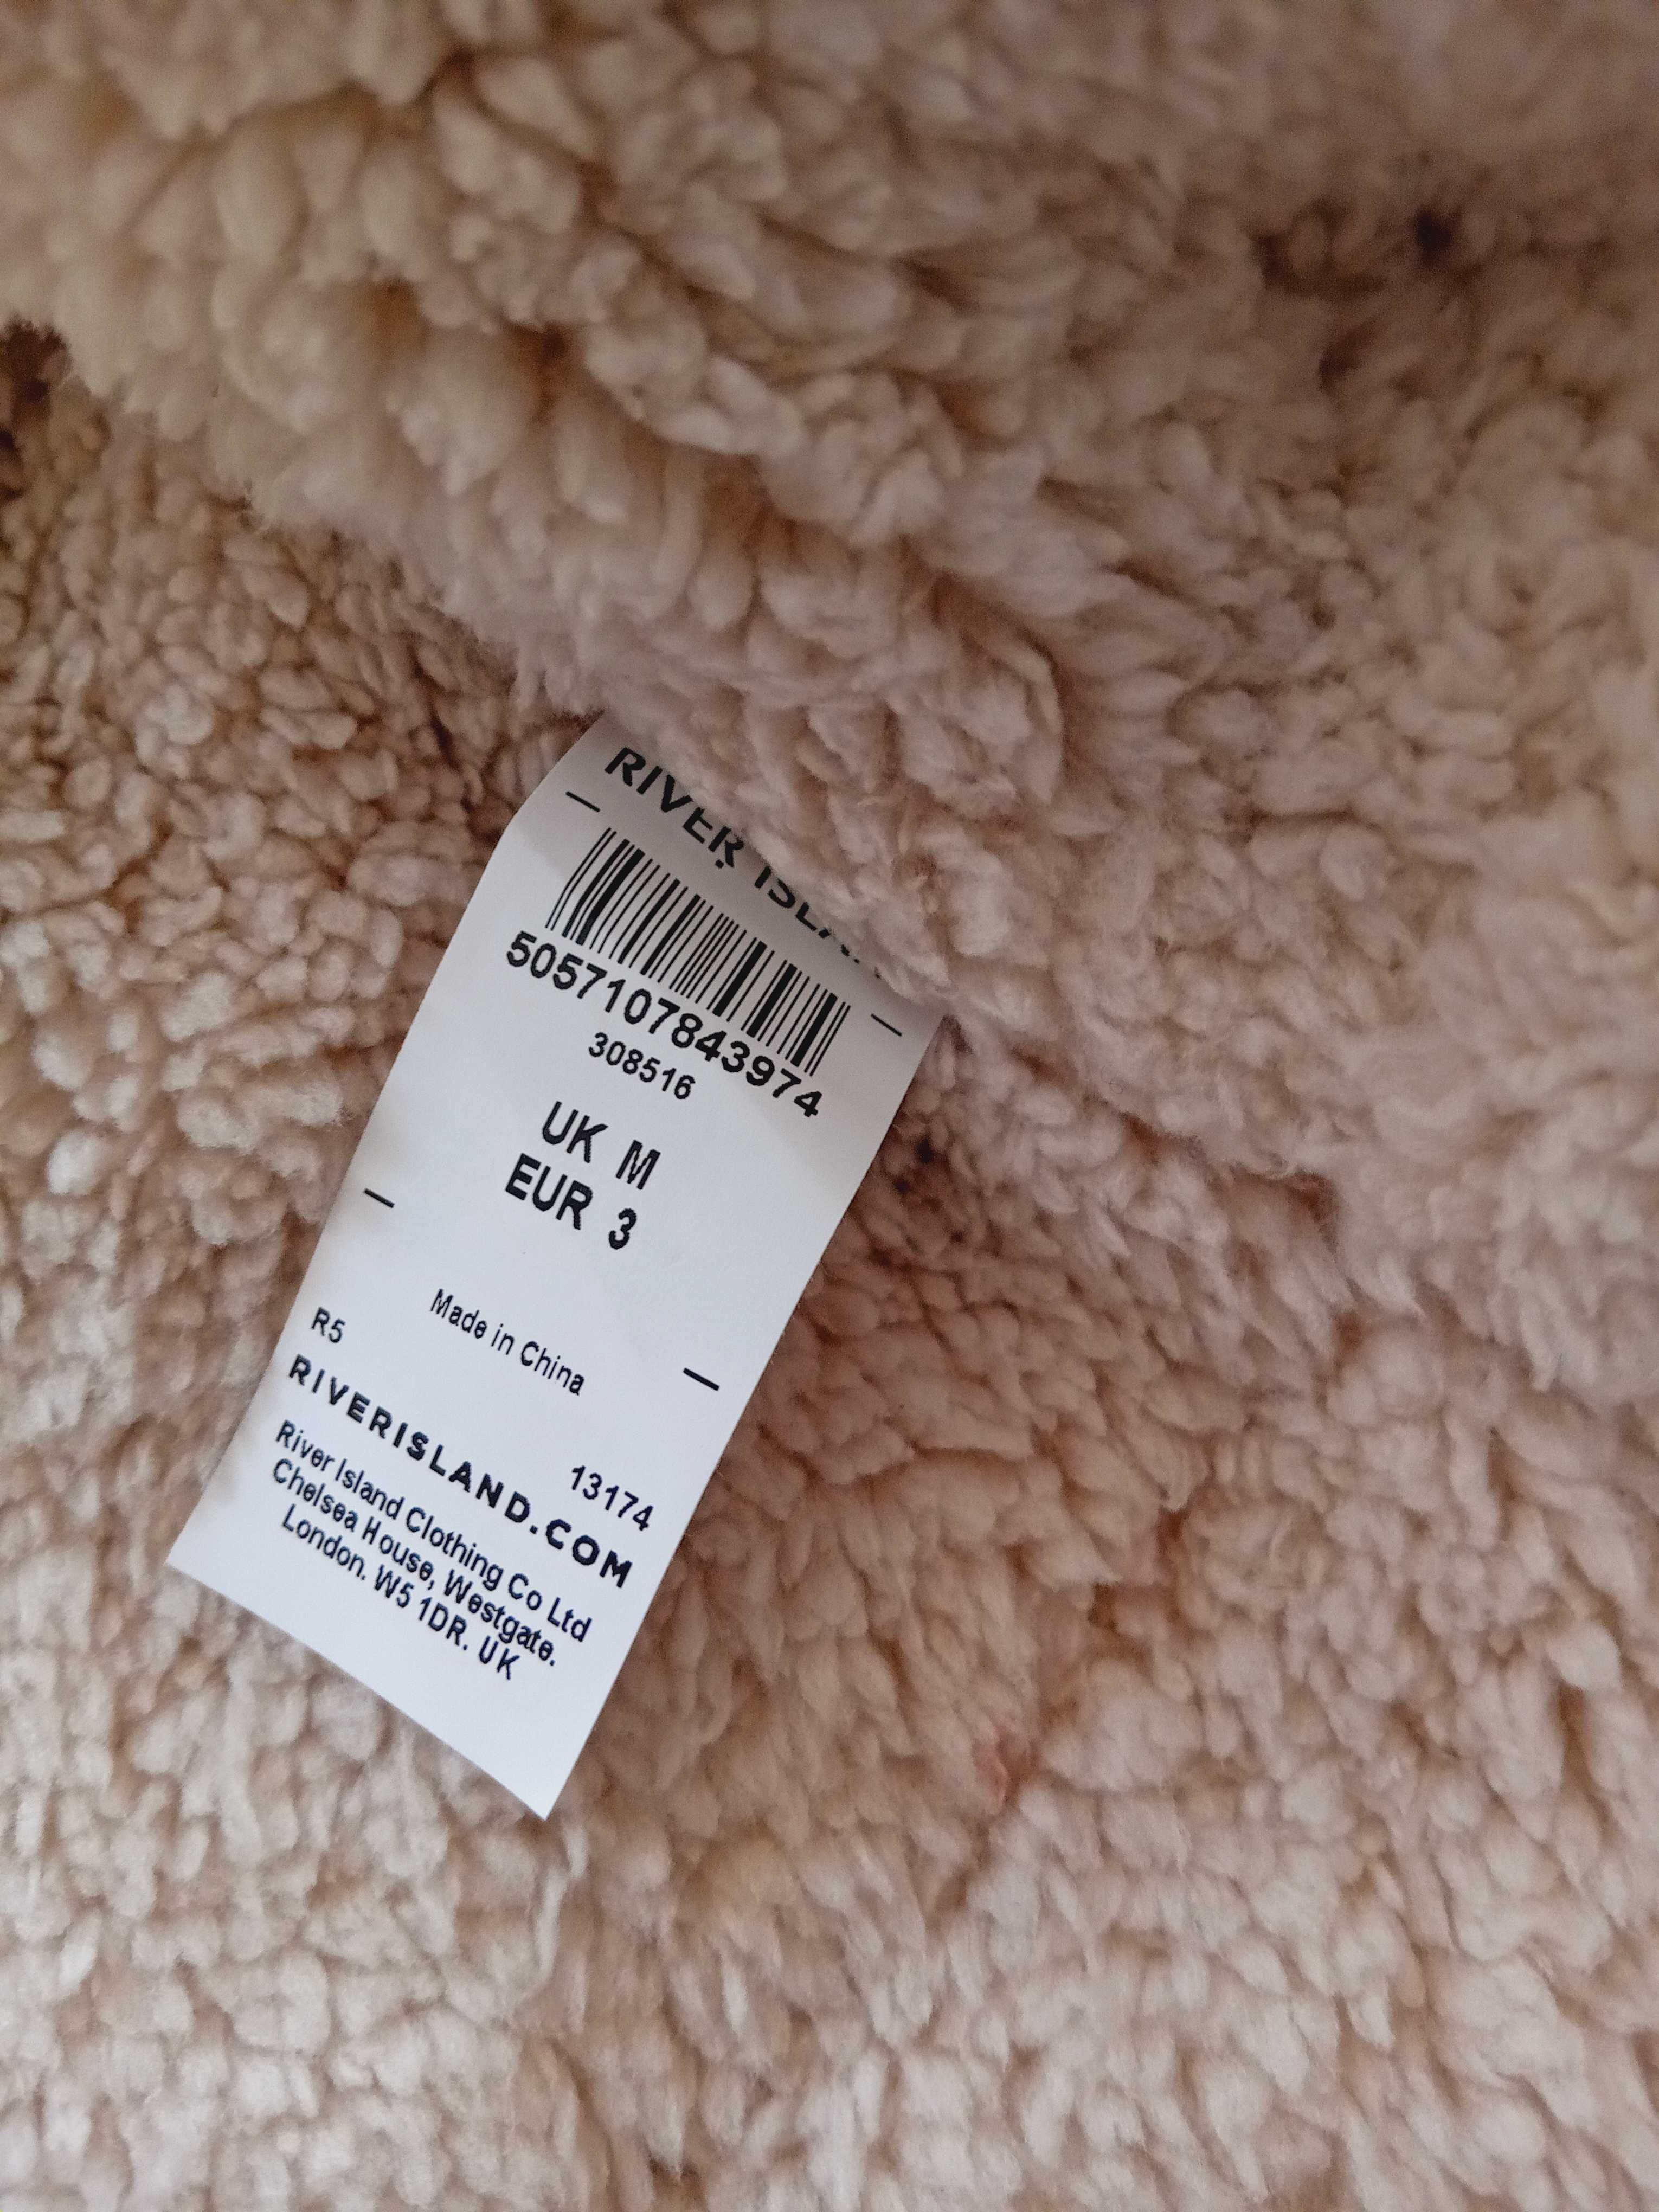 RIVER
5057107843974
308516
UK M
EUR 3
Made in China
R5
13174
RIVERISLAND.COM
River Island Clothing Co Ltd
Chelsea House, Westgate.
London. W5 1DR. UK